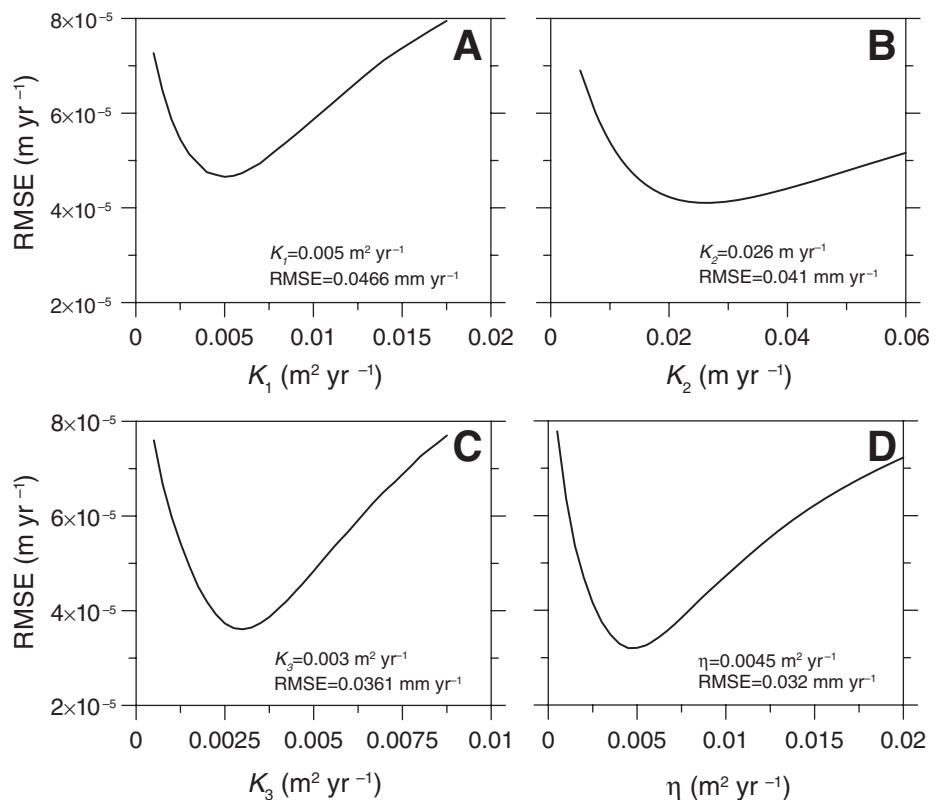 A
RMSE (m yr⁻¹)
8×10⁻⁵
6×10⁻⁵
4×10⁻⁵
2×10⁻⁵
K₁=0.005 m² yr⁻¹
RMSE=0.0466 mm yr⁻¹
0 0.005 0.01 0.015 0.02
K₁ (m² yr ⁻¹)
B
K₂=0.026 m yr⁻¹
RMSE=0.041 mm yr⁻¹
0 0.02 0.04 0.06
K₂ (m yr ⁻¹)
C
RMSE (m yr ⁻¹)
8×10⁻⁵
6×10⁻⁵
4×10⁻⁵
2×10⁻⁵
K₃=0.003 m² yr⁻¹
RMSE=0.0361 mm yr⁻¹
0 0.0025 0.005 0.0075 0.01
K₃ (m² yr ⁻¹)
D
η=0.0045 m² yr⁻¹
RMSE=0.032 mm yr⁻¹
0 0.005 0.01 0.015 0.02
η (m² yr ⁻¹)